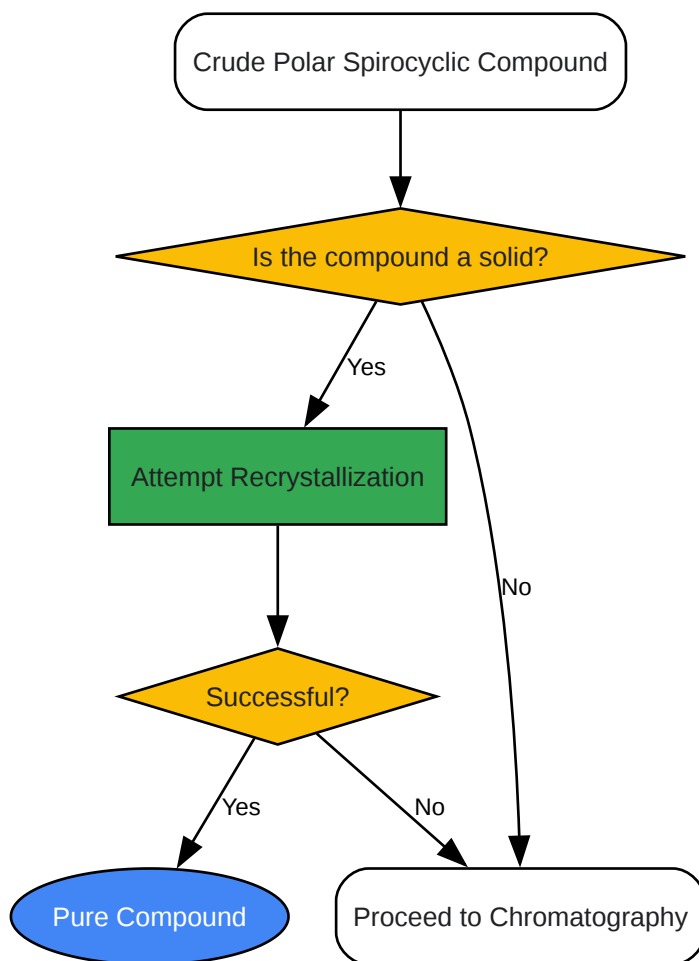 Crude Polar Spirocyclic Compound
Is the compound a solid?
Yes
Attempt Recrystallization
No
Successful?
Yes
No
Pure Compound
Proceed to Chromatography